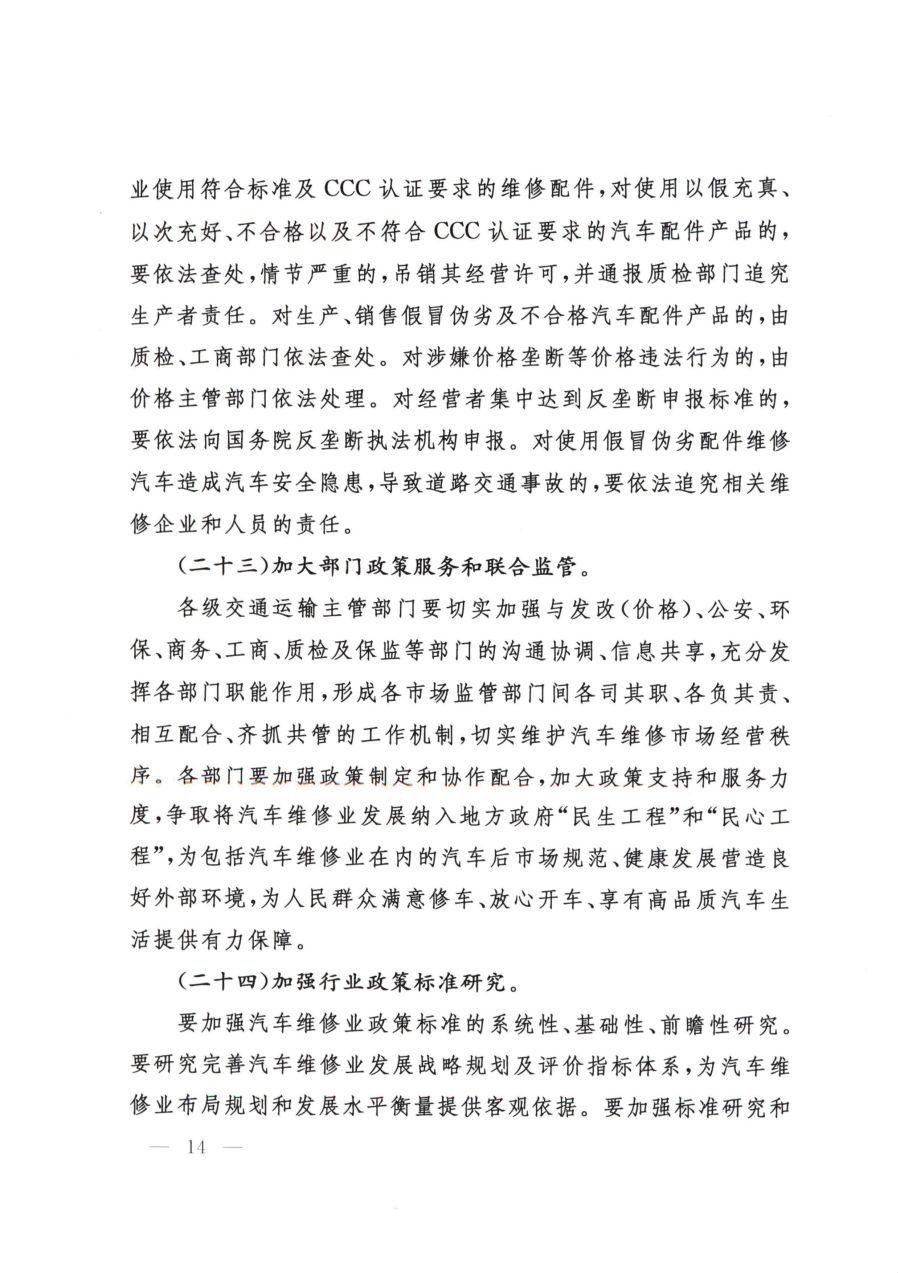 业使用符合标准及 CCC 认证要求的维修配件,对使用以假充真、
以次充好、不合格以及不符合 CCC 认证要求的汽车配件产品的,
要依法查处,情节严重的,吊销其经营许可,并通报质检部门追究
生产者责任。对生产、销售假冒伪劣及不合格汽车配件产品的,由
质检、工商部门依法查处。对涉嫌价格垄断等价格违法行为的,由
价格主管部门依法处理。对经营者集中达到反垄断申报标准的,
要依法向国务院反垄断执法机构申报。对使用假冒伪劣配件维修
汽车造成汽车安全隐患,导致道路交通事故的,要依法追究相关维
修企业和人员的责任。
(二十三)加大部门政策服务和联合监管。
各级交通运输主管部门要切实加强与发改(价格)、公安、环
保、商务、工商、质检及保监等部门的沟通协调、信息共享,充分发
挥各部门职能作用,形成各市场监管部门间各司其职、各负其责、
相互配合、齐抓共管的工作机制,切实维护汽车维修市场经营秩
序。各部门要加强政策制定和协作配合,加大政策支持和服务力
度,争取将汽车维修业发展纳入地方政府“民生工程”和“民心工
程”,为包括汽车维修业在内的汽车后市场规范、健康发展营造良
好外部环境,为人民群众满意修车、放心开车、享有高品质汽车生
活提供有力保障。
(二十四)加强行业政策标准研究。
要加强汽车维修业政策标准的系统性、基础性、前瞻性研究。
要研究完善汽车维修业发展战略规划及评价指标体系,为汽车维
修业布局规划和发展水平衡量提供客观依据。要加强标准研究和
— 14 —